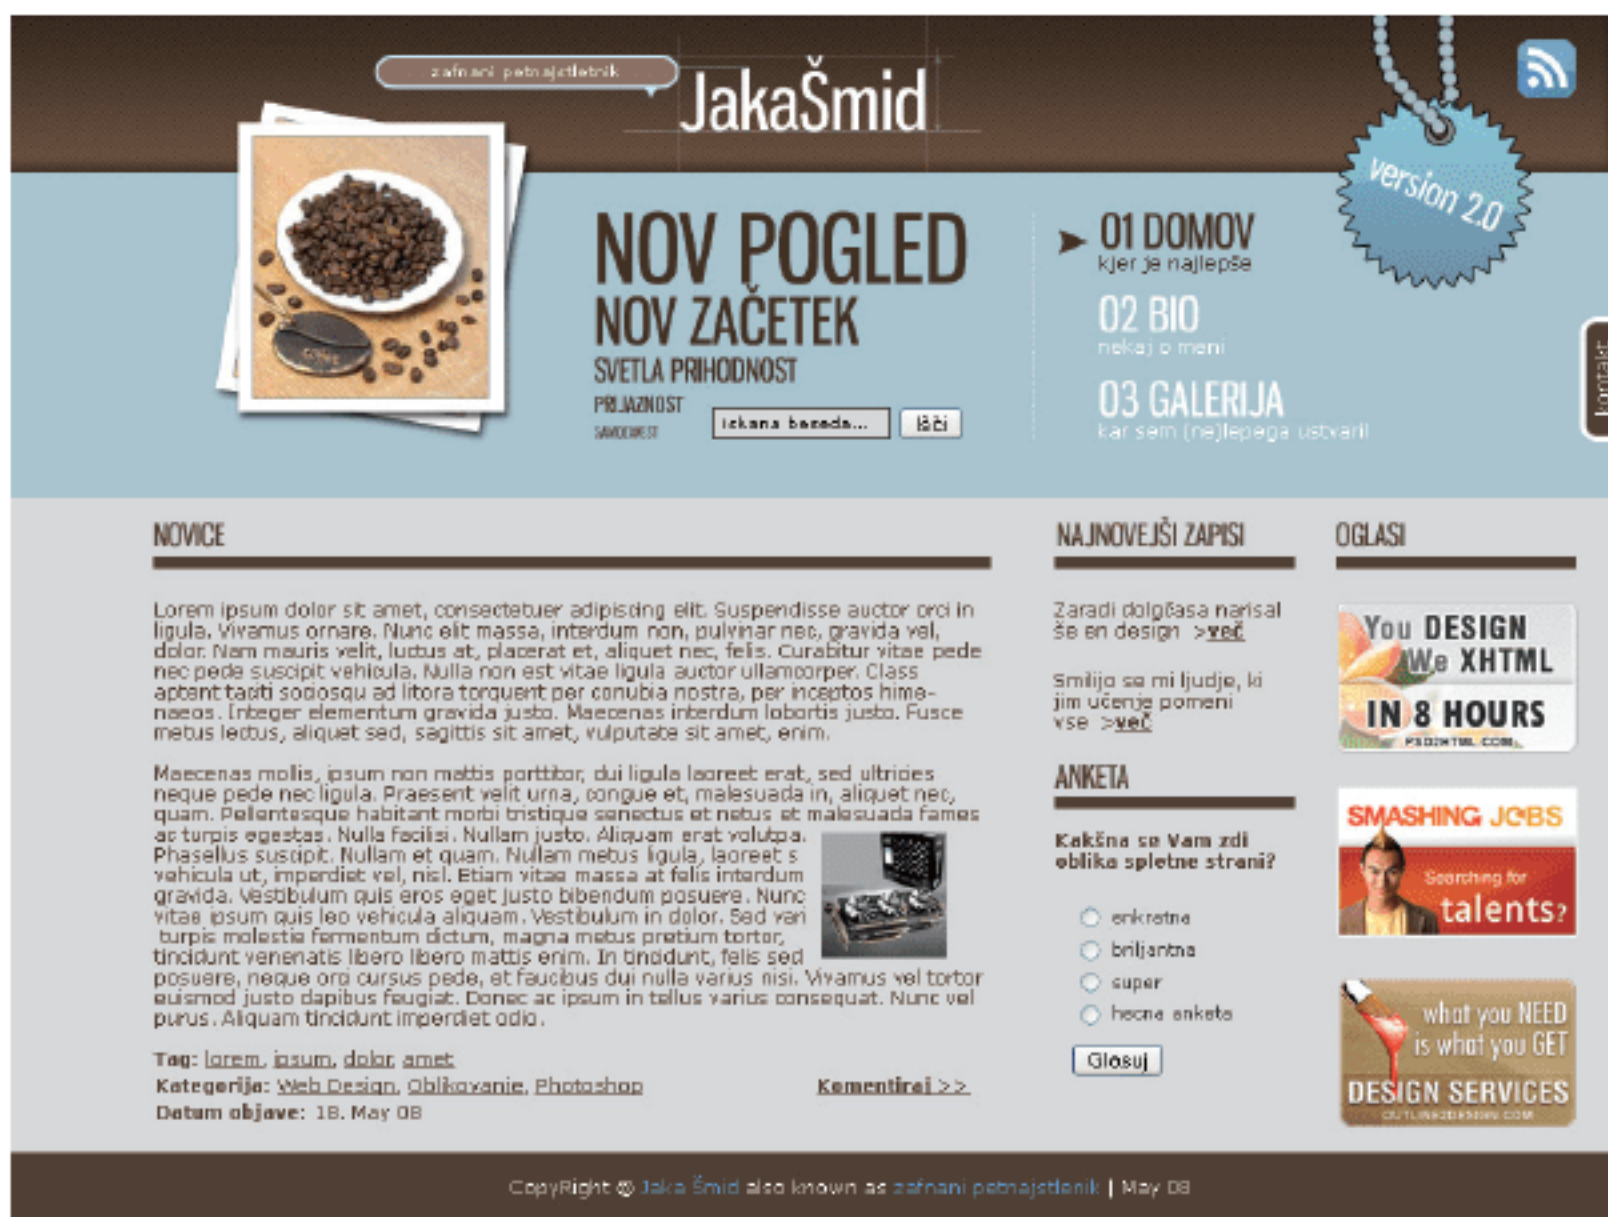 zafnani petnajstletnik
JakaŠmid
version 2.0
NOV POGLED
NOV ZAČETEK
SVETLA PRIHODNOST
PRIJAZNOST
iskana beseda...
Išči
01 DOMOV
kjer je najlepše
02 BIO
nekaj o meni
03 GALERIJA
kar sem (ne)lepega ustvaril
kontakt
NOVICE
Lorem ipsum dolor sit amet, consectetuer adipiscing elit. Suspendisse auctor orci in
ligula. Vivamus ornare. Nunc elit massa, interdum non, pulvinar nec, gravida vel,
dolor. Nam mauris velit, luctus at, placerat et, aliquet nec, felis. Curabitur vitae pede
nec pede suscipit vehicula. Nulla non est vitae ligula auctor ullamcorper. Class
aptent taciti sociosqu ad litora torquent per conubia nostra, per inceptos hime-
naeos. Integer elementum gravida justo. Maecenas interdum lobortis justo. Fusce
metus lectus, aliquet sed, sagittis sit amet, vulputate sit amet, enim.
Maecenas mollis, ipsum non mattis porttitor, dui ligula laoreet erat, sed ultricies
neque pede nec ligula. Praesent velit urna, congue et, malesuada in, aliquet nec,
quam. Pellentesque habitant morbi tristique senectus et netus et malesuada fames
ac turpis egestas. Nulla facilisi. Nullam justo. Aliquam erat volutpa.
Phasellus suscipit. Nullam et quam. Nullam metus ligula, laoreet s
vehicula ut, imperdiet vel, nisl. Etiam vitae massa at felis interdum
gravida. Vestibulum quis eros eget justo bibendum posuere. Nunc
vitae ipsum quis leo vehicula aliquam. Vestibulum in dolor. Sed vari
turpis molestie fermentum dictum, magna metus pretium tortor,
tincidunt venenatis libero libero mattis enim. In tincidunt, felis sed
posuere, neque orci cursus pede, et faucibus dui nulla varius nisi. Vivamus vel tortor
euismod justo dapibus feugiat. Donec ac ipsum in tellus varius consequat. Nunc vel
purus. Aliquam tincidunt imperdiet odio.
Tag: lorem, ipsum, dolor, amet
Kategorija: Web Design, Oblikovanje, Photoshop
Komentiraj >>
Datum objave: 18. May 08
NAJNOVEJŠI ZAPISI
Zaradi dolgčasa narisal
še en design >več
Smilijo se mi ljudje, ki
jim učenje pomeni
vse >več
ANKETA
Kakšna se Vam zdi
oblika spletne strani?
enkratna
briljantna
super
hecna anketa
Glasuj
OGLASI
You DESIGN
We XHTML
IN 8 HOURS
PSD2HTML.COM
SMASHING JOBS
Searching for
talents?
what you NEED
is what you GET
DESIGN SERVICES
OUTLINE2DESIGN.COM
CopyRight © Jaka Šmid also known as zafnani petnajstlenik | May 08